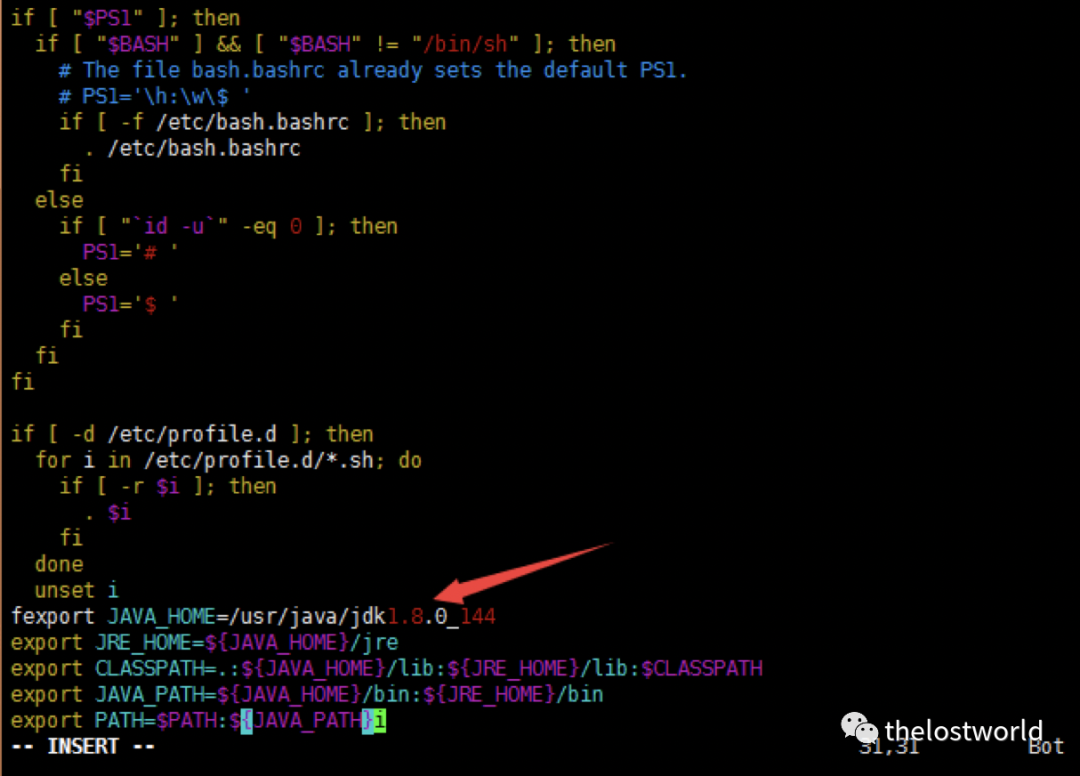 if [ "$PS1" ]; then
  if [ "$BASH" ] && [ "$BASH" != "/bin/sh" ]; then
    # The file bash.bashrc already sets the default PS1.
    # PS1='\h:\w\$ '
    if [ -f /etc/bash.bashrc ]; then
      . /etc/bash.bashrc
    fi
  else
    if [ "`id -u`" -eq 0 ]; then
      PS1='# '
    else
      PS1='$ '
    fi
  fi
fi

if [ -d /etc/profile.d ]; then
  for i in /etc/profile.d/*.sh; do
    if [ -r $i ]; then
      . $i
    fi
  done
  unset i
fexport JAVA_HOME=/usr/java/jdk1.8.0_144
export JRE_HOME=${JAVA_HOME}/jre
export CLASSPATH=.:${JAVA_HOME}/lib:${JRE_HOME}/lib:$CLASSPATH
export JAVA_PATH=${JAVA_HOME}/bin:${JRE_HOME}/bin
export PATH=$PATH:${JAVA_PATH}i
-- INSERT --
31,31
Bot
thelostworld